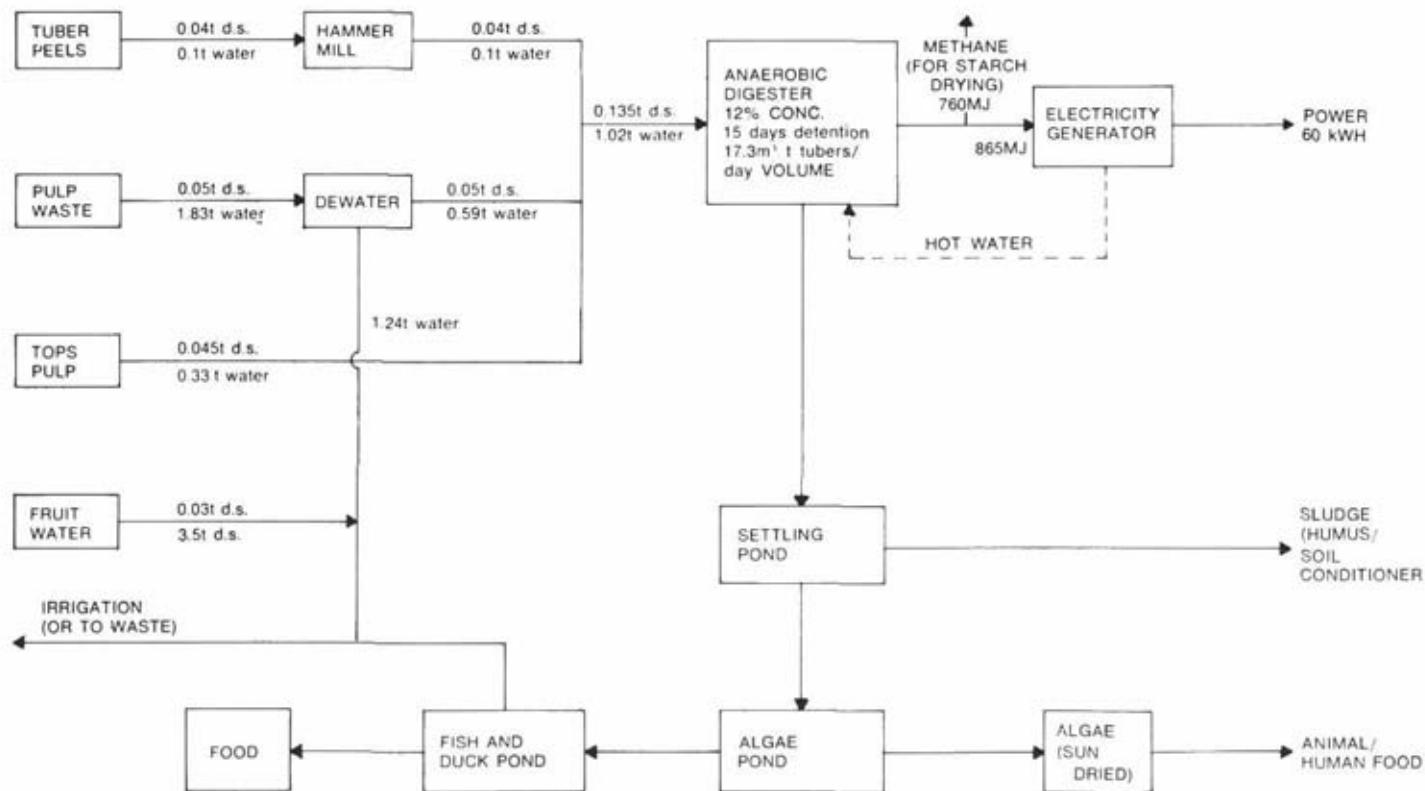 TUBER
PEELS
0.04t d.s.
0.1t water
HAMMER
MILL
0.04t d.s.
0.1t water
PULP
WASTE
0.05t d.s.
1.83t water
DEWATER
0.05t d.s.
0.59t water
1.24t water
TOPS
PULP
0.045t d.s.
0.33 t water
FRUIT
WATER
0.03t d.s.
3.5t d.s.
0.135t d.s.
1.02t water
ANAEROBIC
DIGESTER
12% CONC.
15 days detention
17.3m³ t tubers/
day VOLUME
METHANE
(FOR STARCH
DRYING)
760MJ
865MJ
ELECTRICITY
GENERATOR
POWER
60 kWH
HOT WATER
SETTLING
POND
SLUDGE
(HUMUS/
SOIL
CONDITIONER
IRRIGATION
(OR TO WASTE)
FOOD
FISH AND
DUCK POND
ALGAE
POND
ALGAE
(SUN
DRIED)
ANIMAL/
HUMAN FOOD